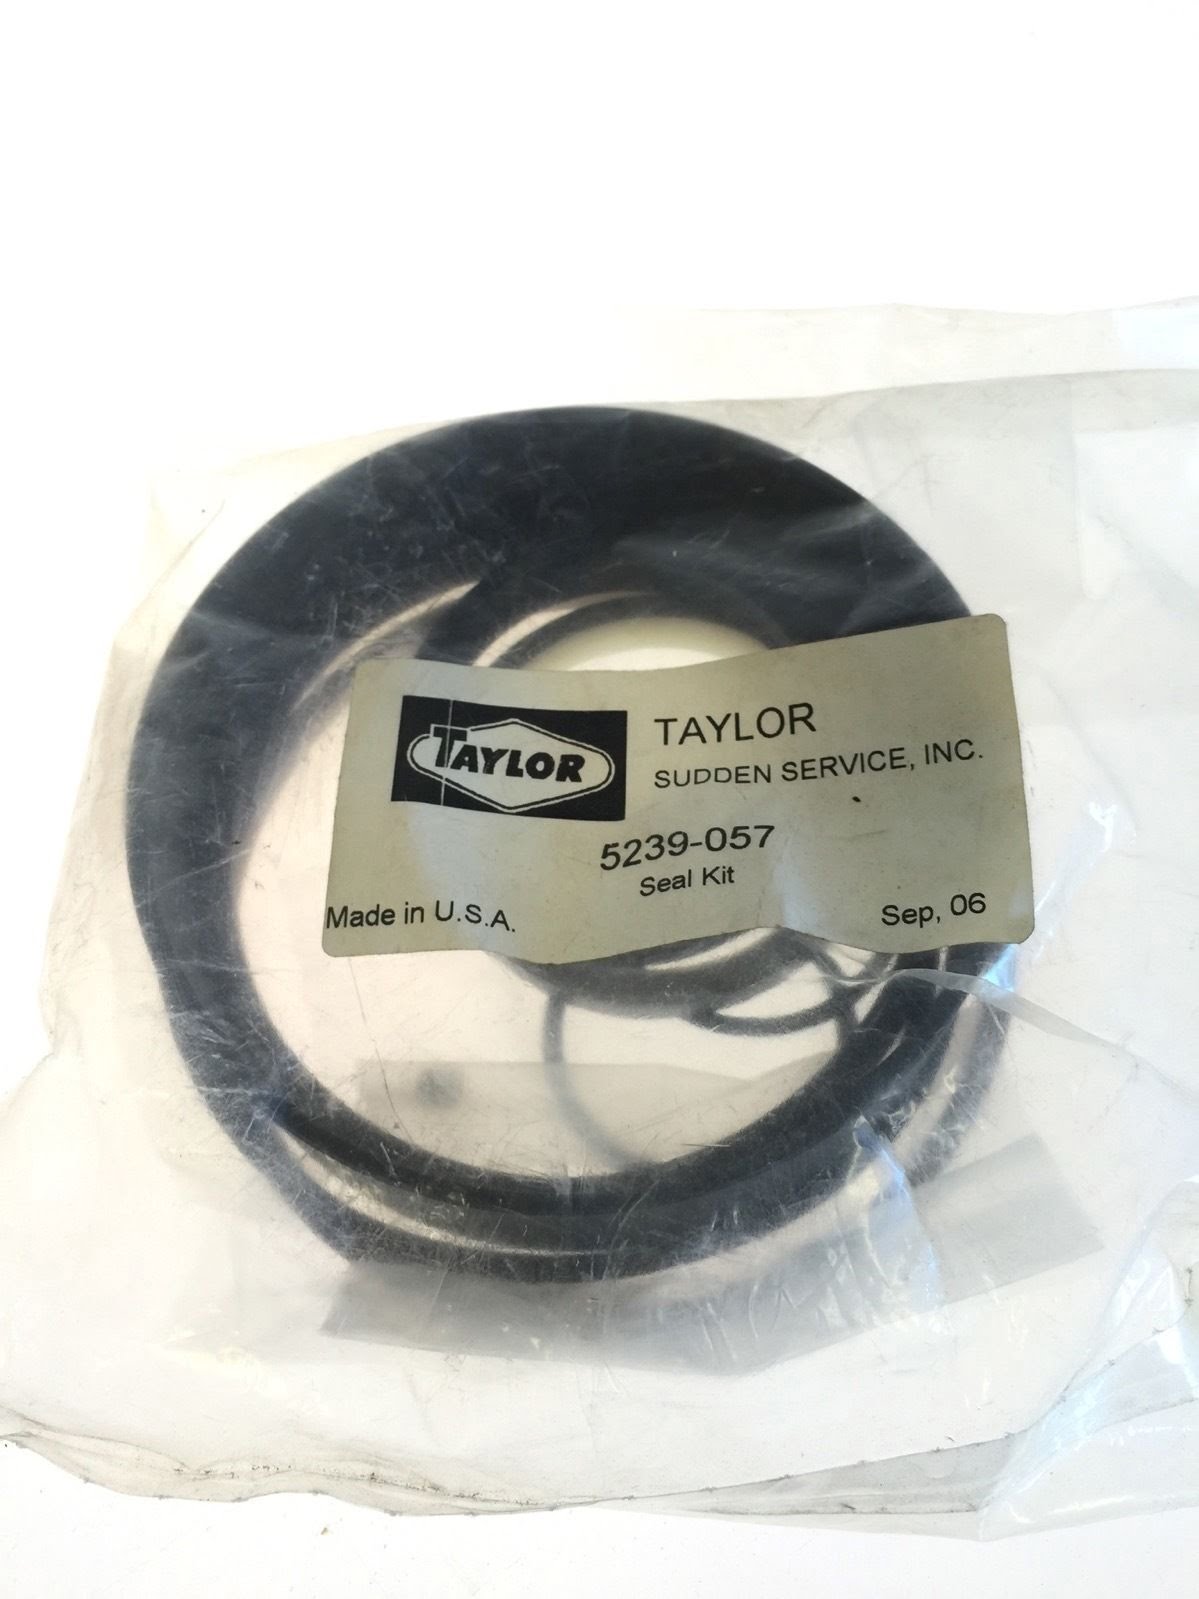 TAYLOR
TAYLOR
SUDDEN SERVICE, INC.
5239-057
Seal Kit
Made in U.S.A.
Sep, 06